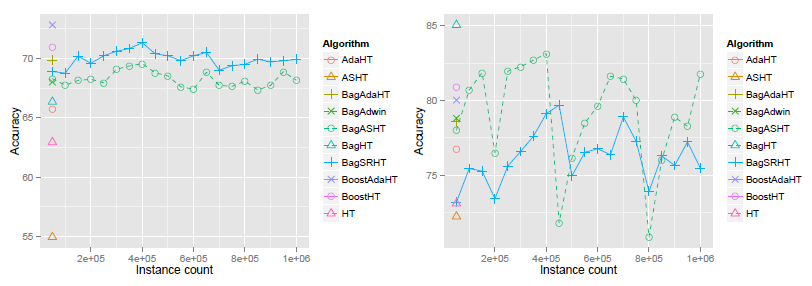 Accuracy
70
65
60
55
2e+05
4e+05
6e+05
8e+05
1e+06
Instance count
Algorithm
AdaHT
ASHT
BagAdaHT
BagAdwin
BagASHT
BagHT
BagSRHT
BoostAdaHT
BoostHT
HT
Accuracy
85
80
75
2e+05
4e+05
6e+05
8e+05
1e+06
Instance count
Algorithm
AdaHT
ASHT
BagAdaHT
BagAdwin
BagASHT
BagHT
BagSRHT
BoostAdaHT
BoostHT
HT